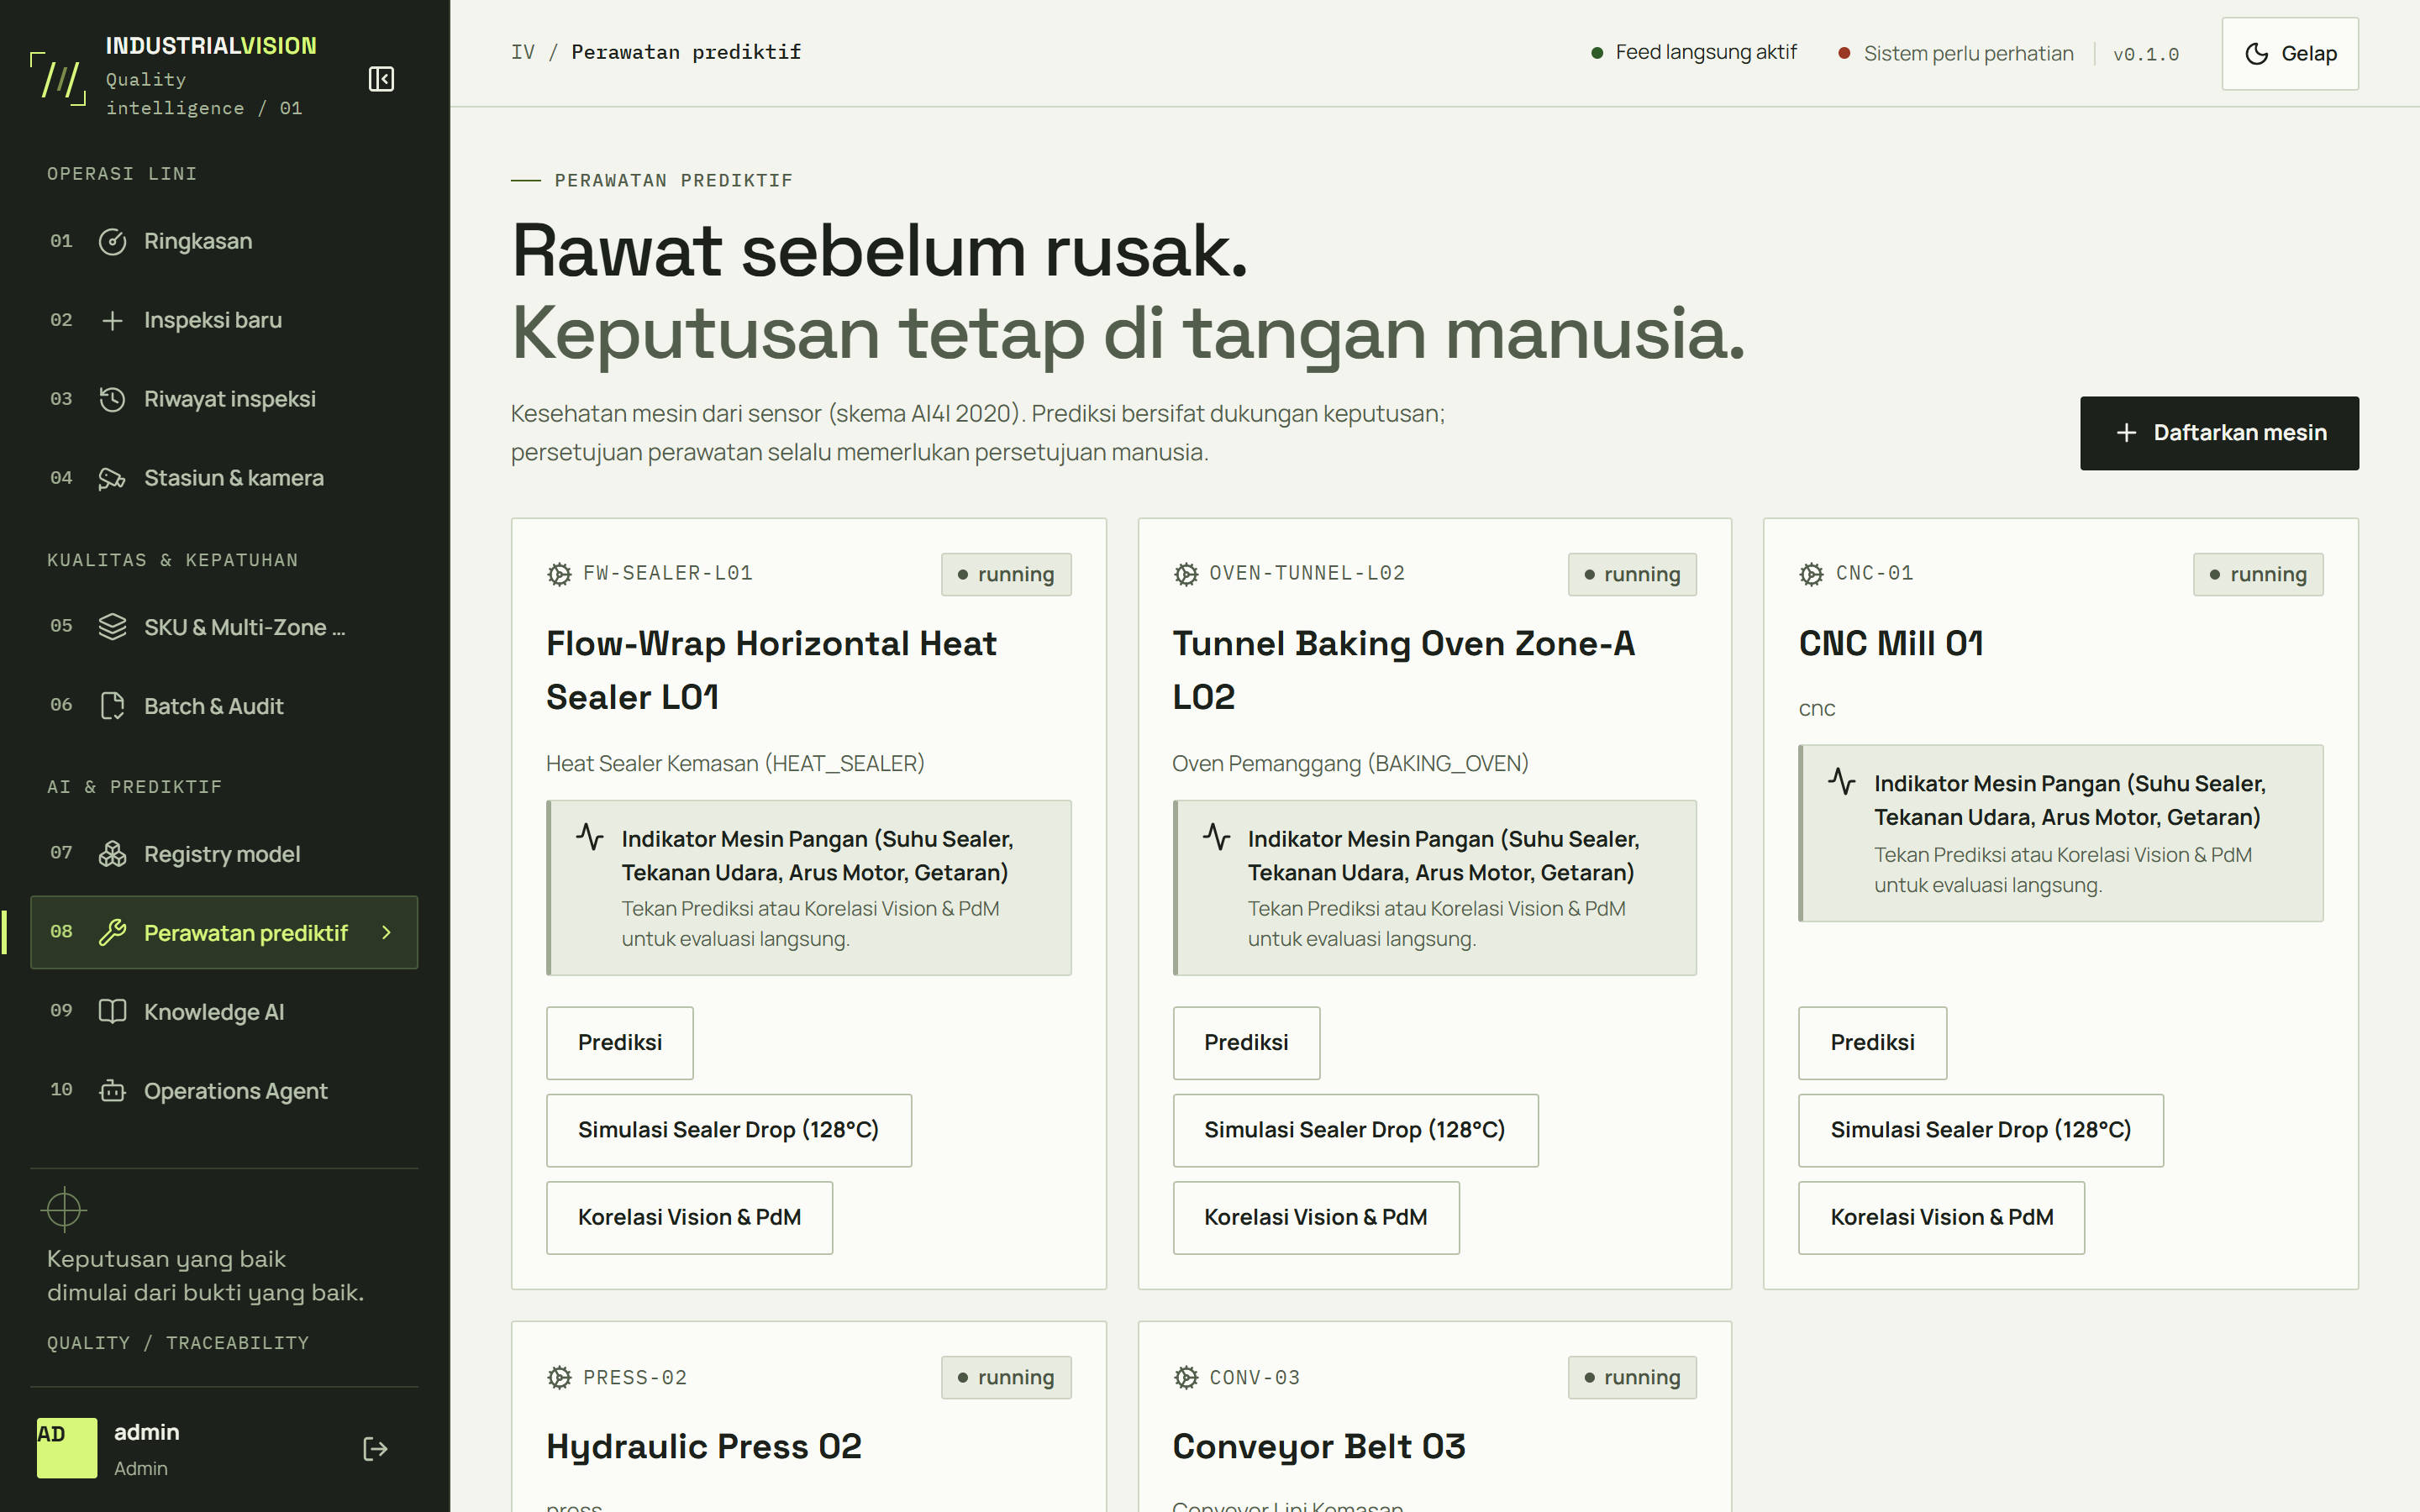 INDUSTRIALVISION
Quality
intelligence / 01
OPERASI LINI
01 Ringkasan
02 Inspeksi baru
03 Riwayat inspeksi
04 Stasiun & kamera
KUALITAS & KEPATUHAN
05 SKU & Multi-Zone ...
06 Batch & Audit
AI & PREDIKTIF
07 Registry model
08 Perawatan prediktif
09 Knowledge AI
10 Operations Agent
Keputusan yang baik
dimulai dari bukti yang baik.
QUALITY / TRACEABILITY
AD
admin
Admin
IV / Perawatan prediktif
Feed langsung aktif
Sistem perlu perhatian
v0.1.0
Gelap
PERAWATAN PREDIKTIF
Rawat sebelum rusak.
Keputusan tetap di tangan manusia.
Kesehatan mesin dari sensor (skema AI4I 2020). Prediksi bersifat dukungan keputusan;
persetujuan perawatan selalu memerlukan persetujuan manusia.
Daftarkan mesin
FW-SEALER-L01
running
Flow-Wrap Horizontal Heat
Sealer L01
Heat Sealer Kemasan (HEAT_SEALER)
Indikator Mesin Pangan (Suhu Sealer,
Tekanan Udara, Arus Motor, Getaran)
Tekan Prediksi atau Korelasi Vision & PdM
untuk evaluasi langsung.
Prediksi
Simulasi Sealer Drop (128°C)
Korelasi Vision & PdM
OVEN-TUNNEL-L02
running
Tunnel Baking Oven Zone-A
L02
Oven Pemanggang (BAKING_OVEN)
Indikator Mesin Pangan (Suhu Sealer,
Tekanan Udara, Arus Motor, Getaran)
Tekan Prediksi atau Korelasi Vision & PdM
untuk evaluasi langsung.
Prediksi
Simulasi Sealer Drop (128°C)
Korelasi Vision & PdM
CNC-01
running
CNC Mill 01
cnc
Indikator Mesin Pangan (Suhu Sealer,
Tekanan Udara, Arus Motor, Getaran)
Tekan Prediksi atau Korelasi Vision & PdM
untuk evaluasi langsung.
Prediksi
Simulasi Sealer Drop (128°C)
Korelasi Vision & PdM
PRESS-02
running
Hydraulic Press 02
press
CONV-03
running
Conveyor Belt 03
Conveyor Lini Kemasan